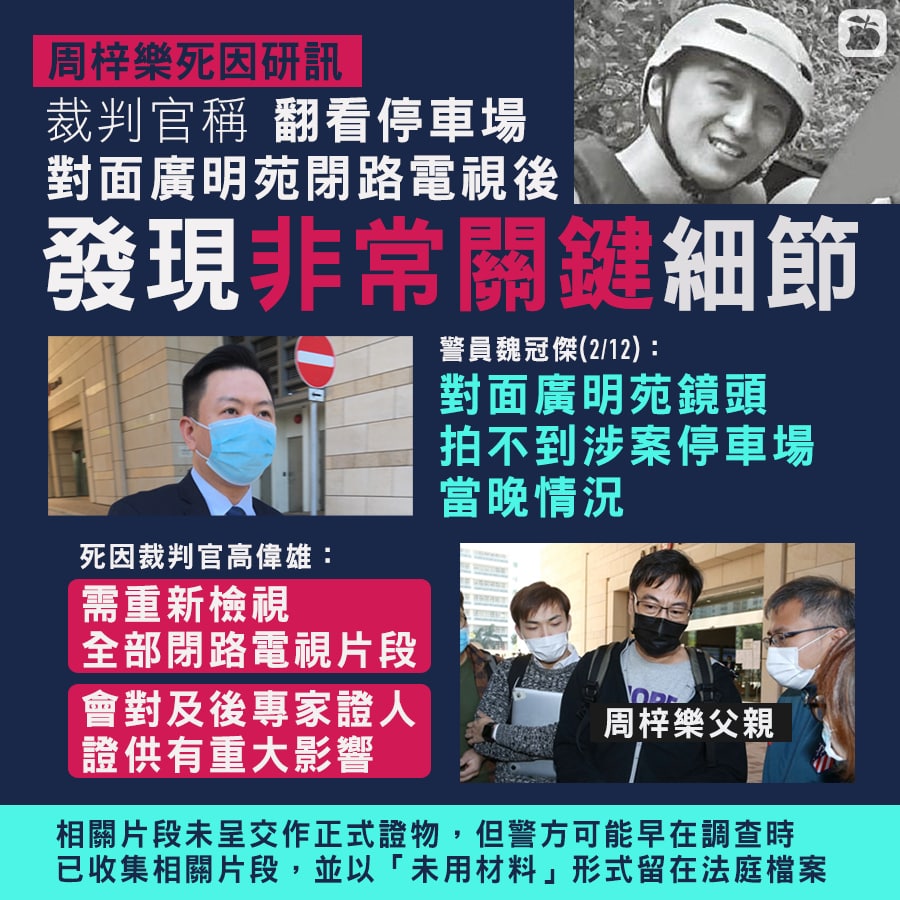 周梓樂死因研訊
裁判官稱 翻看停車場
對面廣明苑閉路電視後
發現非常關鍵細節
警員魏冠傑(2/12)：
對面廣明苑鏡頭
拍不到涉案停車場
當晚情況
死因裁判官高偉雄：
需重新檢視
全部閉路電視片段
會對及後專家證人
證供有重大影響
周梓樂父親
相關片段未呈交作正式證物，但警方可能早在調查時
已收集相關片段，並以「未用材料」形式留在法庭檔案